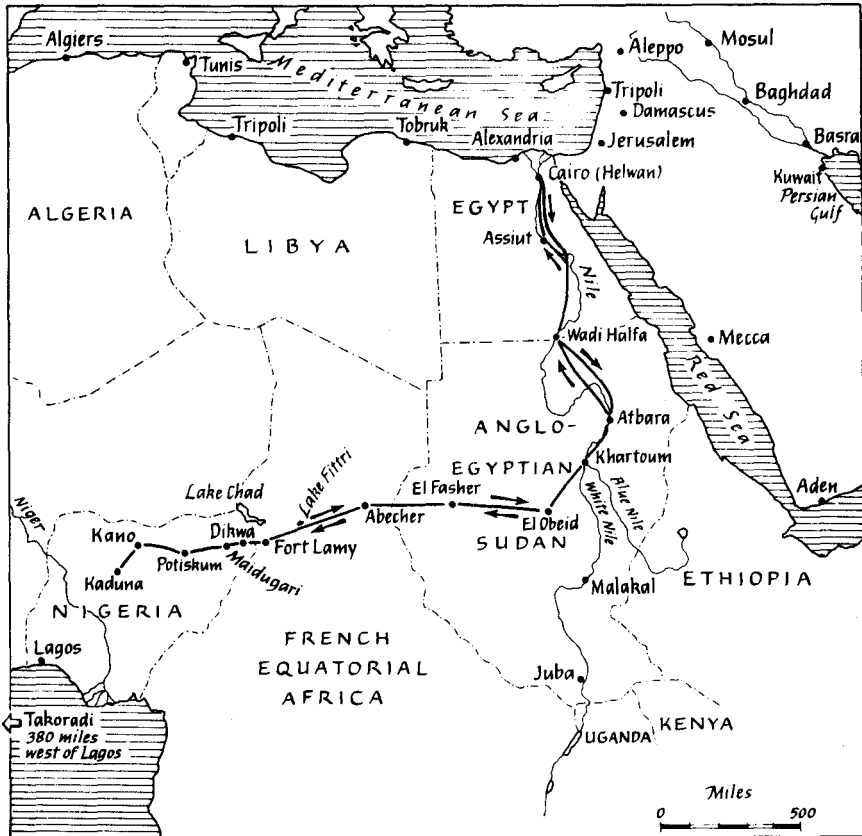 Algiers
Tunis
Mediterranean Sea
Aleppo
Mosul
Tripoli
Damascus
Baghdad
Tripoli
Tobruk
Alexandria
Jerusalem
Basra
Cairo (Helwan)
Kuwait
Persian
Gulf
ALGERIA
LIBYA
EGYPT
Assiut
Nile
Wadi Halfa
Mecca
Red Sea
ANGLO-
EGYPTIAN
SUDAN
Atbara
Khartoum
Lake Fittri
Lake Chad
El Fasher
Abecher
El Obeid
White Nile
Blue Nile
Aden
Niger
Kano
Dikwa
Fort Lamy
Potiskum
Maidugari
Kaduna
NIGERIA
Malakal
ETHIOPIA
FRENCH
EQUATORIAL
AFRICA
Lagos
Juba
Takoradi
380 miles
west of Lagos
UGANDA
KENYA
Miles
0 500